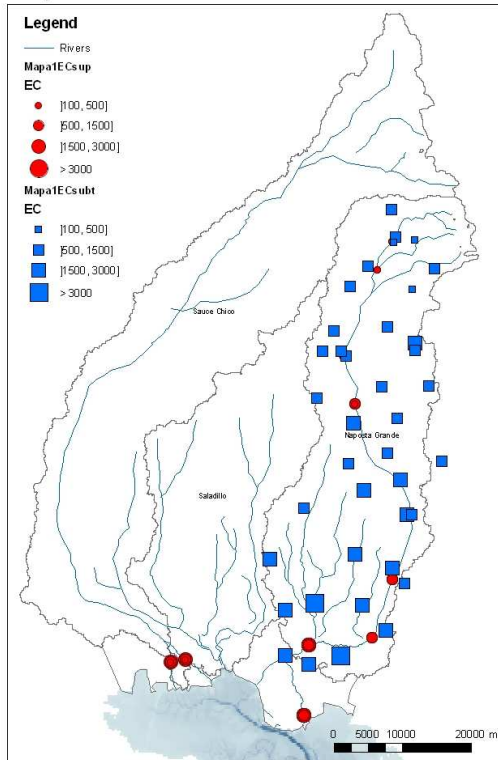 Legend
Rivers
Mapa1ECsup
EC
]100, 500]
]500, 1500]
]1500, 3000]
> 3000
Mapa1ECsubt
EC
]100, 500]
]500, 1500]
]1500, 3000]
> 3000
Sauce Chico
Naposta Grande
Saladillo
0 5000 10000 20000 m